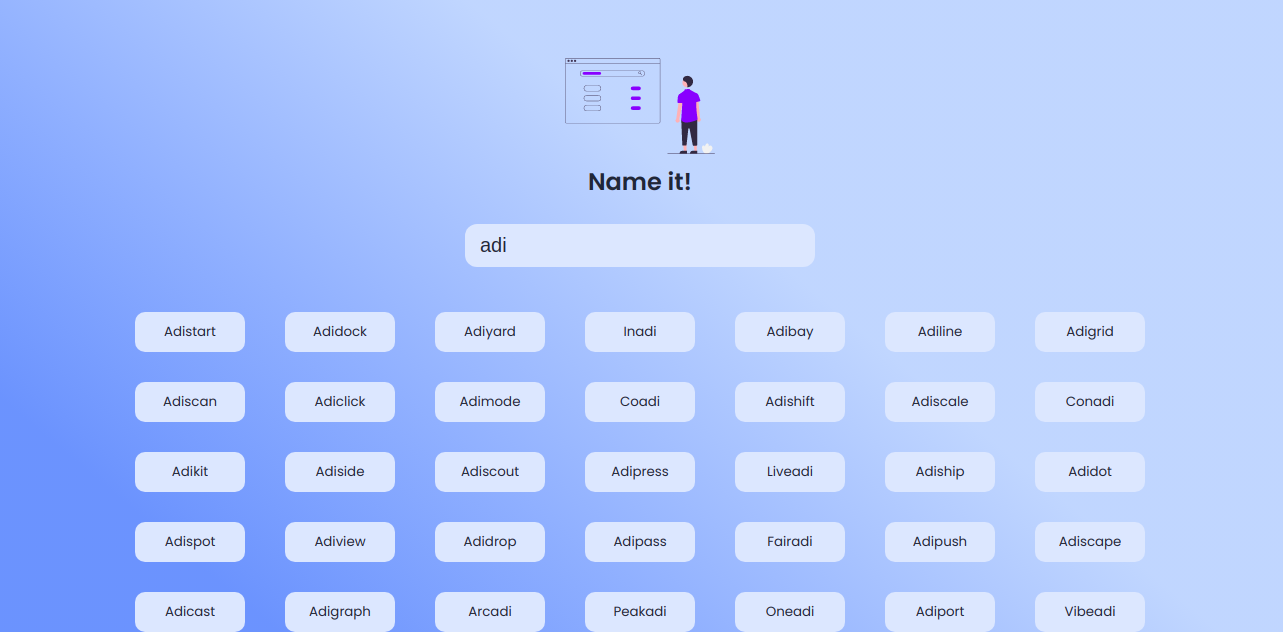 Name it!
adi
Adistart Adidock Adiyard Inadi Adibay Adiline Adigrid
Adiscan Adiclick Adimode Coadi Adishift Adiscale Conadi
Adikit Adiside Adiscout Adipress Liveadi Adiship Adidot
Adispot Adiview Adidrop Adipass Fairadi Adipush Adiscape
Adicast Adigraph Arcadi Peakadi Oneadi Adiport Vibeadi